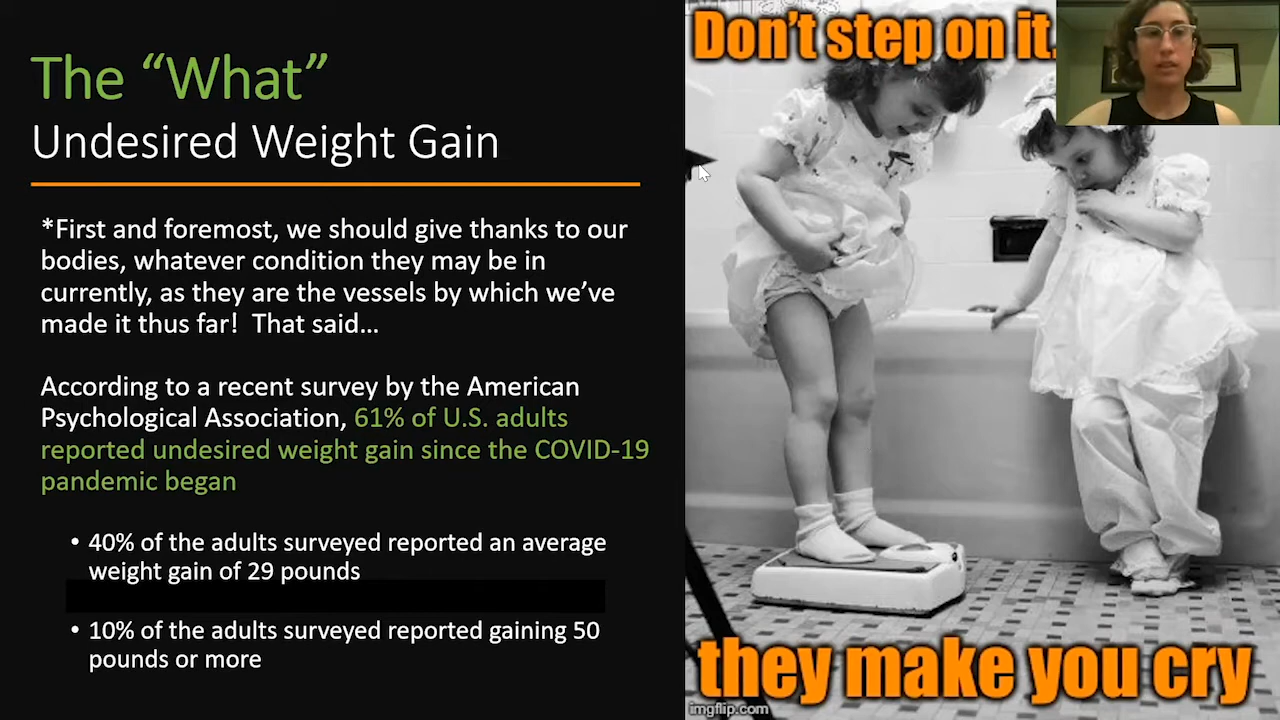 The “What”
Undesired Weight Gain
*First and foremost, we should give thanks to our
bodies, whatever condition they may be in
currently, as they are the vessels by which we’ve
made it thus far!  That said…
According to a recent survey by the American
Psychological Association, 61% of U.S. adults
reported undesired weight gain since the COVID-19
pandemic began
• 40% of the adults surveyed reported an average
weight gain of 29 pounds
• 10% of the adults surveyed reported gaining 50
pounds or more
Don’t step on it.
they make you cry
imgflip.com